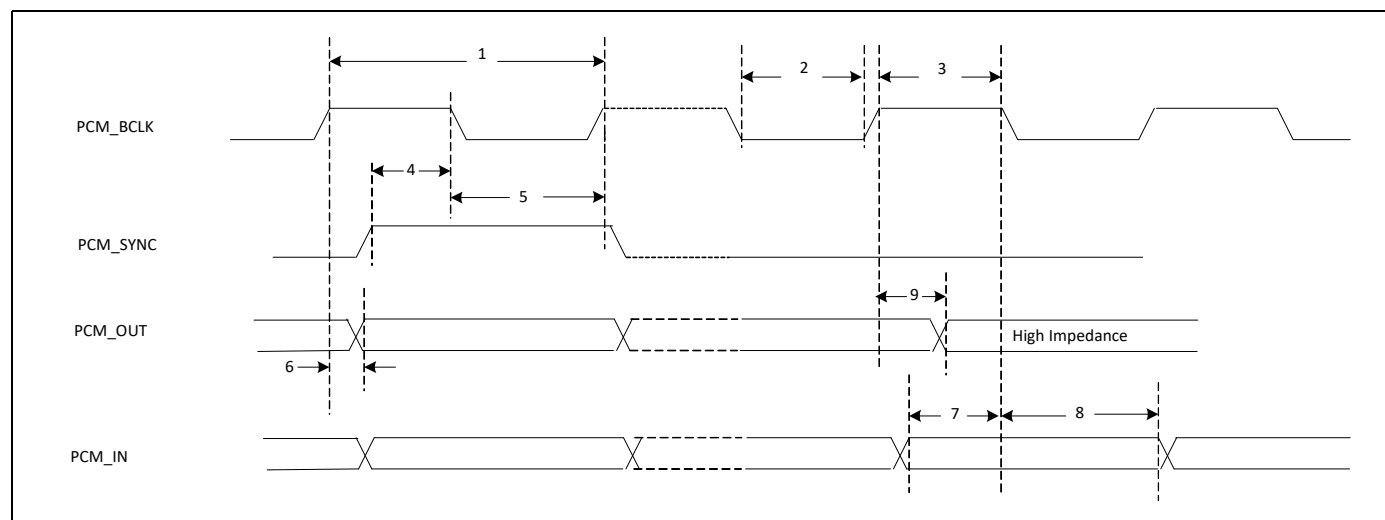 1
2
3
PCM_BCLK
4
5
PCM_SYNC
9
PCM_OUT
High Impedance
6
7
8
PCM_IN